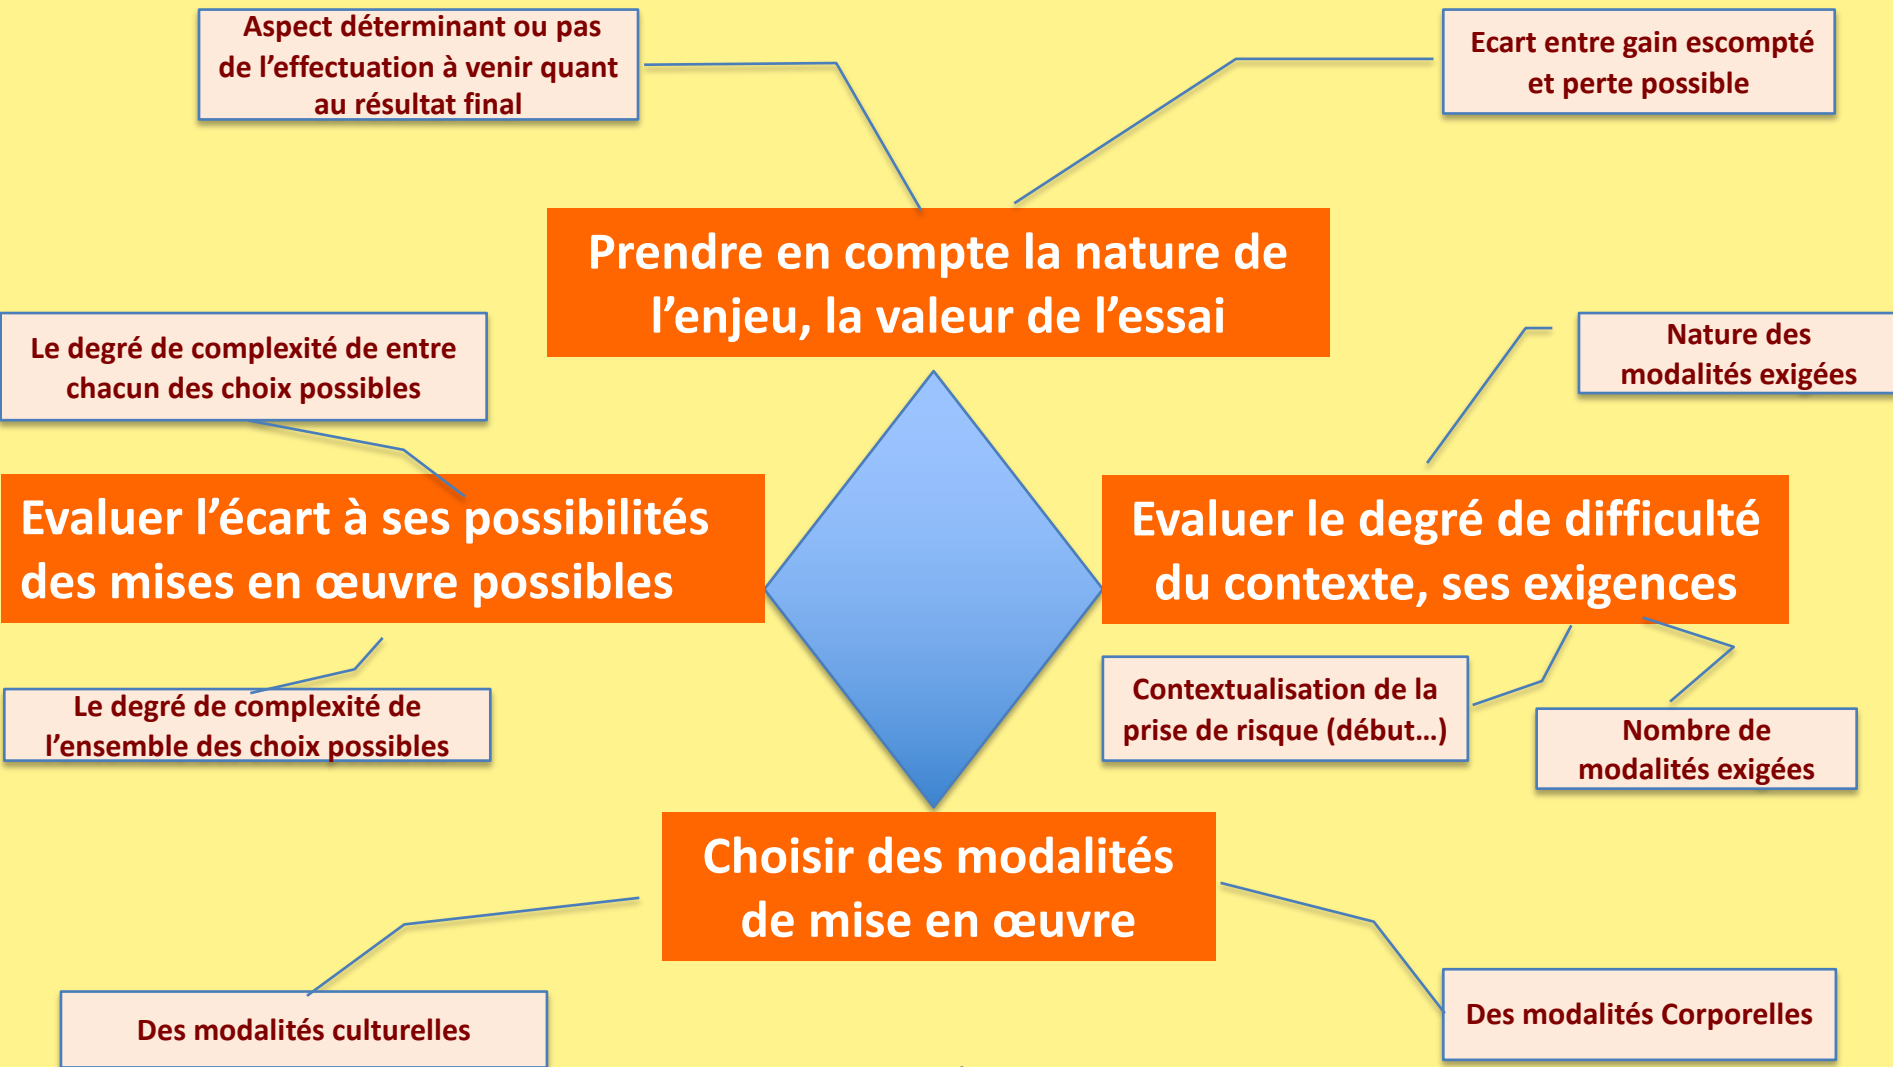 Aspect déterminant ou pas
de l’effectuation à venir quant
au résultat final
Ecart entre gain escompté
et perte possible
Prendre en compte la nature de
l’enjeu, la valeur de l’essai
Le degré de complexité de entre
chacun des choix possibles
Nature des
modalités exigées
Evaluer l’écart à ses possibilités
des mises en œuvre possibles
Evaluer le degré de difficulté
du contexte, ses exigences
Le degré de complexité de
l’ensemble des choix possibles
Contextualisation de la
prise de risque (début…)
Nombre de
modalités exigées
Choisir des modalités
de mise en œuvre
Des modalités culturelles
Des modalités Corporelles